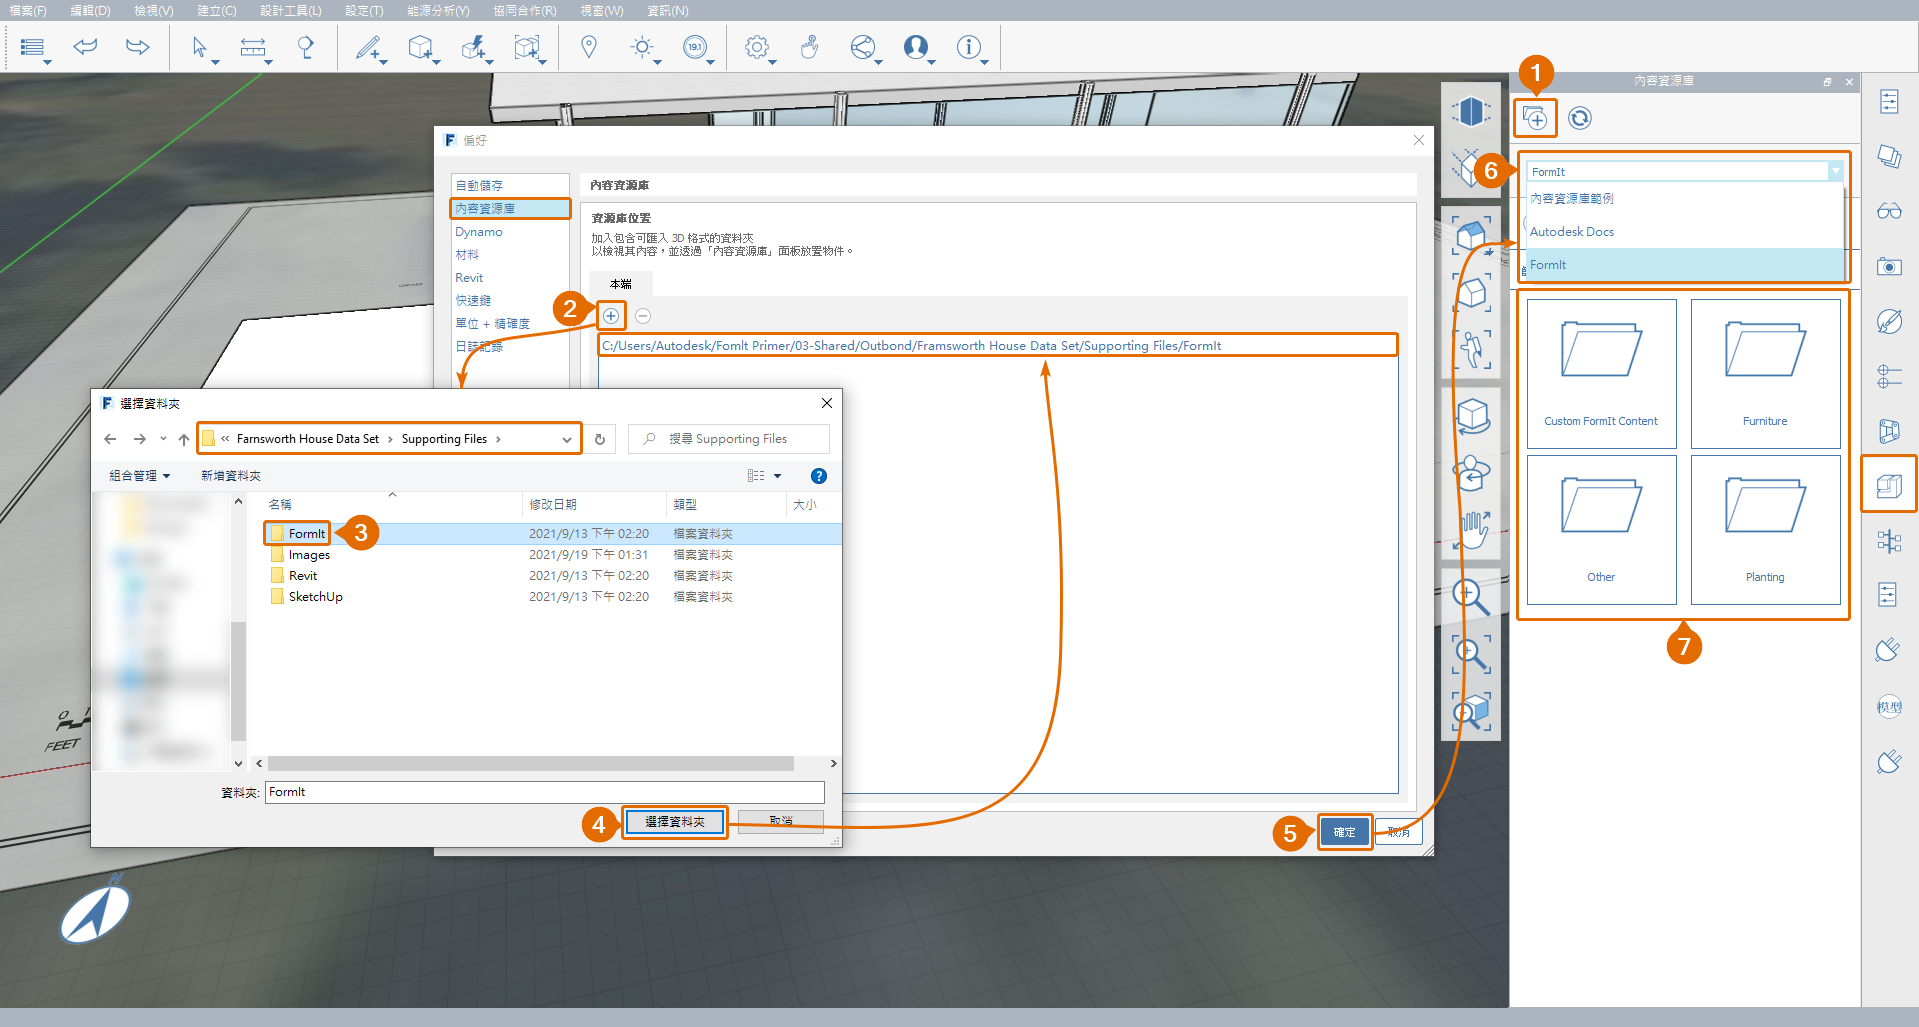 檔案(F) 編輯(D) 檢視(V) 建立(C) 設計工具(L) 設定(T) 能源分析(Y) 協同合作(R) 視窗(W) 資訊(N)
19.1
1
內容資源庫
6
FormIt
內容資源庫範例
Autodesk Docs
FormIt
Custom FormIt Content
Furniture
Other
Planting
7
模型
F 偏好
自動儲存
內容資源庫
Dynamo
材料
Revit
快速鍵
單位 + 精確度
日誌記錄
內容資源庫
資源庫位置
加入包含可匯入 3D 格式的資料夾
以檢視其內容，並透過「內容資源庫」面板放置物件。
本端
2
C:/Users/Autodesk/FomIt Primer/03-Shared/Outbond/Framsworth House Data Set/Supporting Files/FormIt
5
確定
取消
F 選擇資料夾
« Farnsworth House Data Set › Supporting Files ›
搜尋 Supporting Files
組合管理 新增資料夾
名稱 修改日期 類型 大小
FormIt 2021/9/13 下午 02:20 檔案資料夾
3
Images 2021/9/19 下午 01:31 檔案資料夾
Revit 2021/9/13 下午 02:20 檔案資料夾
SketchUp 2021/9/13 下午 02:20 檔案資料夾
資料夾: FormIt
4
選擇資料夾
取消
0
FEET
N